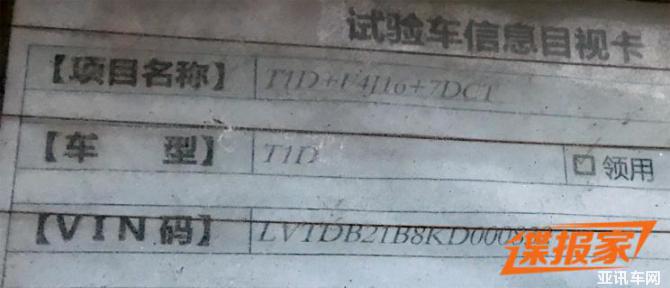 试验车信息目视卡
【项目名称】 T1D+F4J16+7DCT
【车 型】 T1D □ 领用
【VIN码】 LVTDB21B8KD000
谍报家
亚讯车网